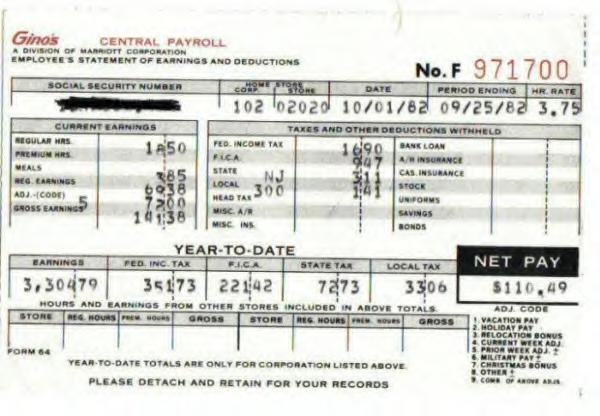 Gino's CENTRAL PAYROLL
A DIVISION OF MARRIOTT CORPORATION
EMPLOYEE'S STATEMENT OF EARNINGS AND DEDUCTIONS
No. F 971700
SOCIAL SECURITY NUMBER HOME STORE CORP. STORE DATE PERIOD ENDING HR. RATE
102 02020 10/01/82 09/25/82 3.75
CURRENT EARNINGS TAXES AND OTHER DEDUCTIONS WITHHELD
REGULAR HRS. 1850 FED. INCOME TAX 1690 BANK LOAN
PREMIUM HRS. F.I.C.A. 947 A/R INSURANCE
MEALS 385 STATE NJ 311 CAS. INSURANCE
REG. EARNINGS 6938 LOCAL 300 141 STOCK
ADJ.-(CODE) 5 7200 HEAD TAX UNIFORMS
GROSS EARNINGS 14138 MISC. A/R SAVINGS
MISC. INS. BONDS
YEAR-TO-DATE
EARNINGS FED. INC. TAX F.I.C.A. STATE TAX LOCAL TAX NET PAY
3,30479 35173 22142 7273 3306 $110.49
HOURS AND EARNINGS FROM OTHER STORES INCLUDED IN ABOVE TOTALS.
STORE REG. HOURS PREM. HOURS GROSS STORE REG. HOURS PREM. HOURS GROSS
ADJ. CODE
1. VACATION PAY
2. HOLIDAY PAY
3. RELOCATION BONUS
4. CURRENT WEEK ADJ.
5. PRIOR WEEK ADJ. ±
6. MILITARY PAY ±
7. CHRISTMAS BONUS
8. OTHER ±
9. COMB. OF ABOVE ADJS.
FORM 64
YEAR-TO-DATE TOTALS ARE ONLY FOR CORPORATION LISTED ABOVE.
PLEASE DETACH AND RETAIN FOR YOUR RECORDS